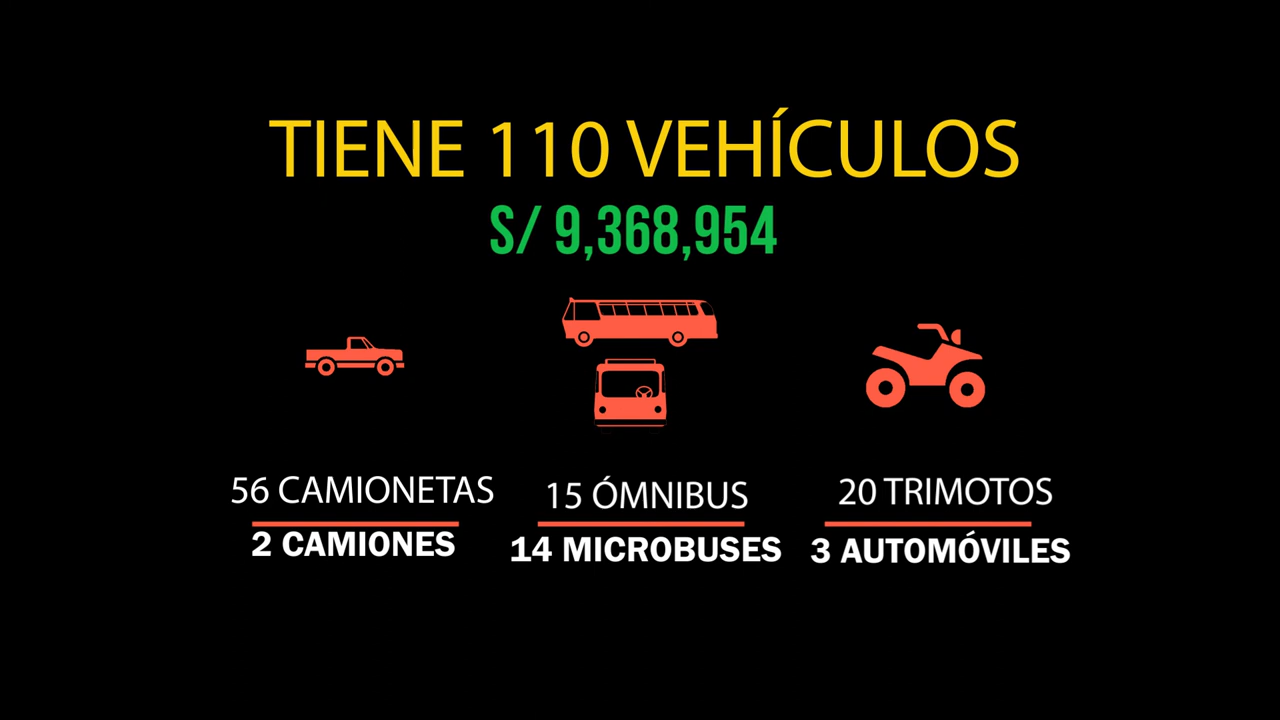 TIENE 110 VEHÍCULOS
S/ 9,368,954
56 CAMIONETAS
2 CAMIONES
15 ÓMNIBUS
14 MICROBUSES
20 TRIMOTOS
3 AUTOMÓVILES